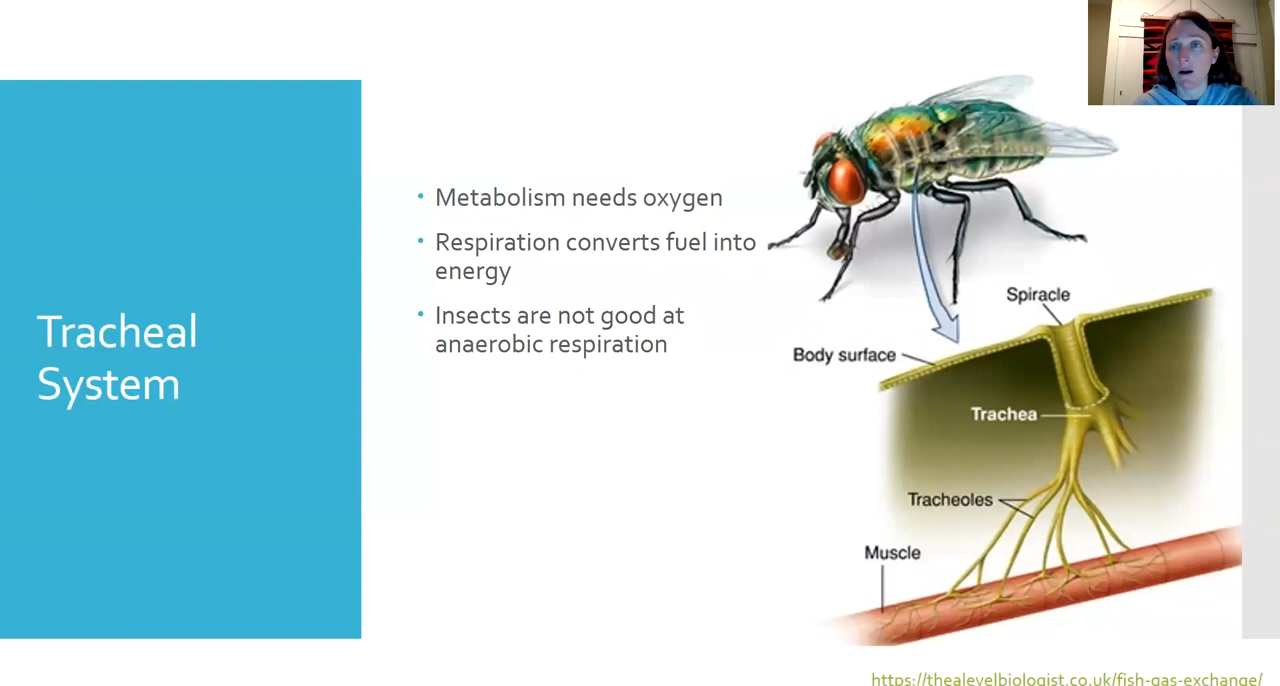 Tracheal
System
Metabolism needs oxygen
Respiration converts fuel into
energy
Insects are not good at
anaerobic respiration
Spiracle
Body surface
Trachea
Tracheoles
Muscle
https://thealevelbiologist.co.uk/fish-gas-exchange/